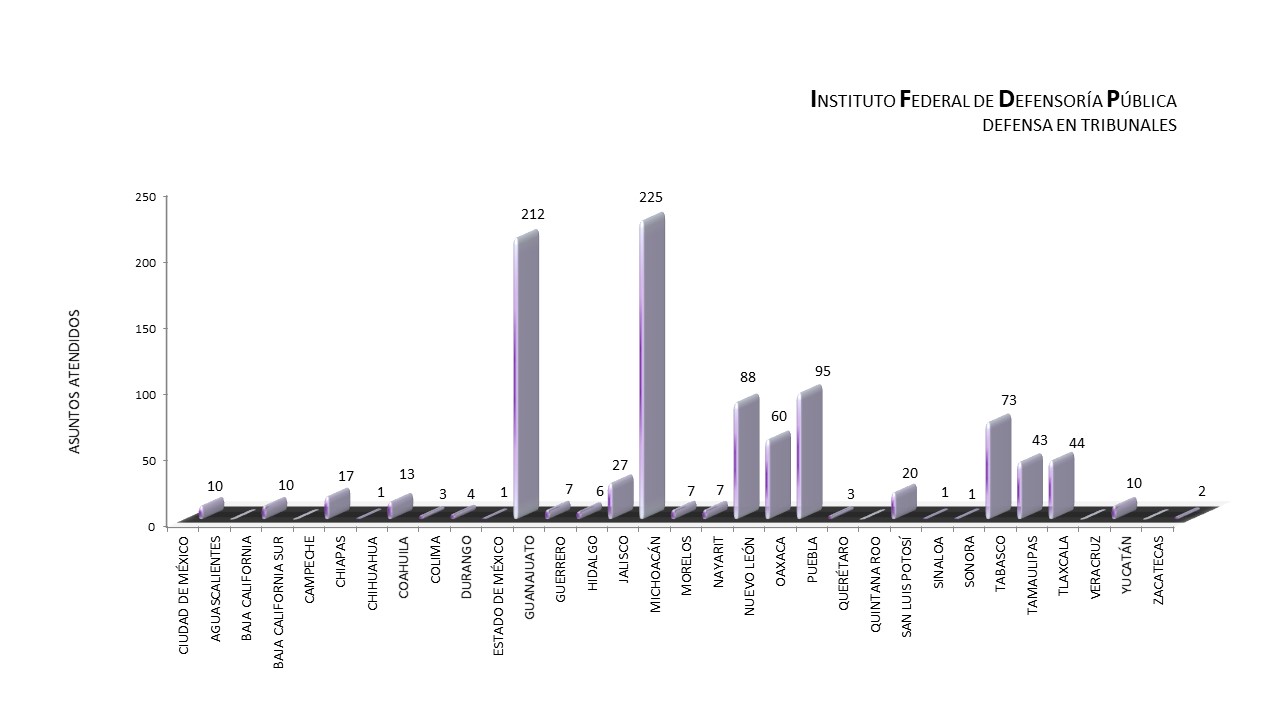 INSTITUTO FEDERAL DE DEFENSORÍA PÚBLICA
DEFENSA EN TRIBUNALES
ASUNTOS ATENDIDOS
250
200
150
100
50
0
10
10
17
1
13
3
4
1
212
7
6
27
225
7
7
88
60
95
3
20
1
1
73
43
44
10
2
CIUDAD DE MÉXICO
AGUASCALIENTES
BAJA CALIFORNIA
BAJA CALIFORNIA SUR
CAMPECHE
CHIAPAS
CHIHUAHUA
COAHUILA
COLIMA
DURANGO
ESTADO DE MÉXICO
GUANAJUATO
GUERRERO
HIDALGO
JALISCO
MICHOACÁN
MORELOS
NAYARIT
NUEVO LEÓN
OAXACA
PUEBLA
QUERÉTARO
QUINTANA ROO
SAN LUIS POTOSÍ
SINALOA
SONORA
TABASCO
TAMAULIPAS
TLAXCALA
VERACRUZ
YUCATÁN
ZACATECAS